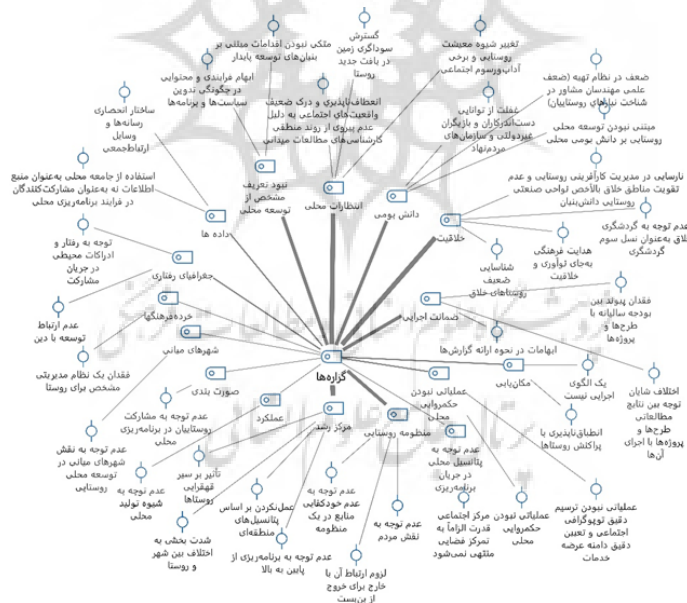 گسترش
سوداگری زمین
در بافت جدید
روستا
متکی نبودن اقدامات مبتنی بر
بنیان‌های توسعه پایدار
تغییر شیوه معیشت
روستایی و برخی
آداب‌ورسوم اجتماعی
ابهام فرایندی و محتوایی
در چگونگی تدوین
سیاست‌ها و برنامه‌ها
ضعف در نظام تهیه (ضعف
علمی مهندسان مشاور در
شناخت نیازهای روستاییان)
ساختار انحصاری
رسانه‌ها و
وسایل
ارتباط‌جمعی
انعطاف‌ناپذیری و درک ضعیف
واقعیت‌های اجتماعی به دلیل
عدم پیروی از روند منطقی
کارشناسی‌های مطالعات میدانی
غفلت از توانایی
دست‌اندرکاران و بازیگران
غیردولتی و سازمان‌های
مردم‌نهاد
مبتنی نبودن توسعه محلی
روستایی بر دانش بومی محلی
نبود تعریف
مشخص از
توسعه محلی
انتظارات محلی
دانش بومی
خلاقیت
نارسایی در مدیریت کارآفرینی روستایی و عدم
تقویت مناطق خلاق بالأخص نواحی صنعتی
روستایی دانش‌بنیان
استفاده از جامعه محلی به‌عنوان منبع
اطلاعات نه به‌عنوان مشارکت‌کنندگان
در فرایند برنامه‌ریزی محلی
داده ها
عدم توجه به گردشگری
خلاق به‌عنوان نسل سوم
گردشگری
هدایت فرهنگی
به‌جای نوآوری و
خلاقیت
شناسایی
ضعیف
روستاهای خلاق
توجه به رفتار و
ادراکات محیطی
در جریان
مشارکت
جغرافیای رفتاری
فقدان پیوند بین
بودجه سالیانه با
طرح‌ها و
پروژه‌ها
ضمانت اجرایی
خرده‌فرهنگها
عدم ارتباط
توسعه با دین
شهرهای میانی
ابهامات در نحوه ارائه گزارش‌ها
فقدان یک نظام مدیریتی
مشخص برای روستا
گزاره‌ها
صورت بندی
عملکرد
مرکز رشد
منظومه روستایی
عملیاتی نبودن
حکمروایی
محلی
مکان‌یابی
یک الگوی
اجرایی نیست
اختلاف شایان
توجه بین نتایج
مطالعاتی
طرح‌ها و
پروژه‌ها با اجرای
آن‌ها
انطباق‌ناپذیری با
پراکنش روستاها
عدم توجه به مشارکت
روستاییان در برنامه‌ریزی
محلی
عدم توجه به نقش
شهرهای میانی در
توسعه محلی
روستایی
عدم توجه به
پتانسیل محلی
در جریان
برنامه‌ریزی
تأثیر بر سیر
قهقرایی
روستاها
عدم توجه به
شیوه تولید
محلی
عمل‌نکردن بر اساس
پتانسیل‌های
منطقه‌ای
عدم توجه به
عدم خودکفایی
منابع در یک
منظومه
عدم توجه به
نقش مردم
مرکز اجتماعی
قدرت الزاماً به
تمرکز فضایی
منتهی نمی‌شود
عملیاتی نبودن
حکمروایی
محلی
عملیاتی نبودن ترسیم
دقیق توپوگرافی
اجتماعی و تعیین
دقیق دامنه عرضه
خدمات
شدت بخشی به
اختلاف بین شهر
و روستا
عدم توجه به برنامه‌ریزی از
پایین به بالا
لزوم ارتباط آن با
خارج برای خروج
از بن‌بست